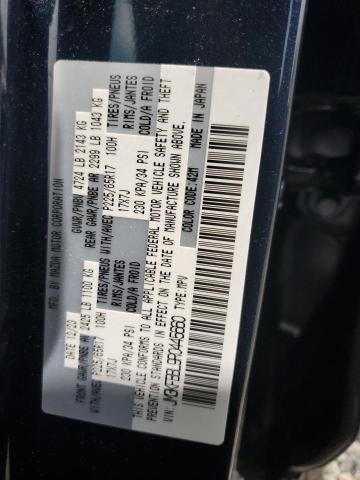 MFD. BY MAZDA MOTOR CORPORATION
DATE 10/20 GVWR/PNBV 4724 LB 2143 KG
FRONT GAWR/PNBE AV 2425 LB 1100 KG REAR GAWR/PNBE AR 2299 LB 1043 KG
WITH/AVEC P225/65R17 100H TIRES/PNEUS WITH/AVEC P225/65R17 100H TIRES/PNEUS
17X7J RIMS/JANTES 17X7J RIMS/JANTES
230 KPA/34 PSI COLD/A FROID 230 KPA/34 PSI COLD/A FROID
THIS VEHICLE CONFORMS TO ALL APPLICABLE FEDERAL MOTOR VEHICLE SAFETY AND THEFT
PREVENTION STANDARDS IN EFFECT ON THE DATE OF MANUFACTURE SHOWN ABOVE.
VIN: TYPE: MPV COLOR CODE: 42M MADE IN JAPAN